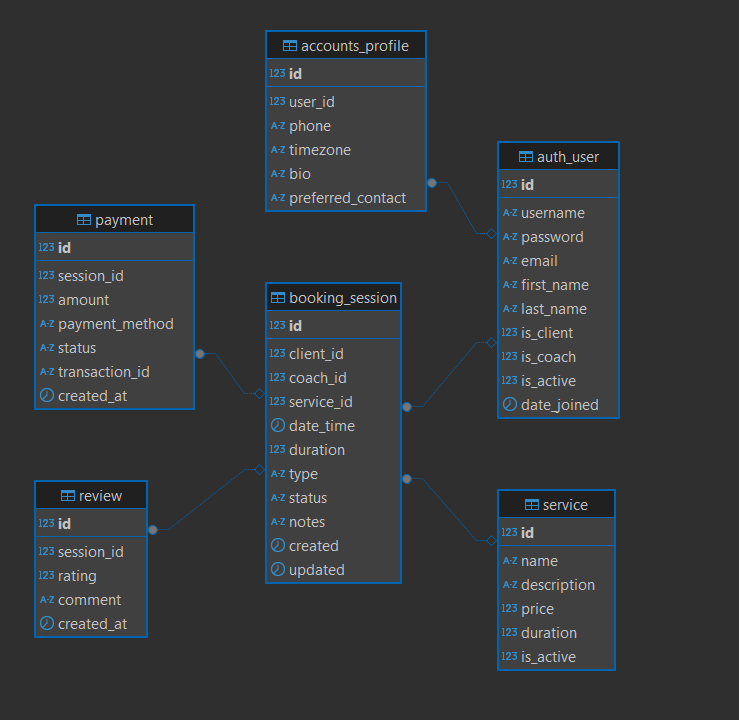 accounts_profile
123 id
123 user_id
A-Z phone
A-Z timezone
A-Z bio
A-Z preferred_contact
auth_user
123 id
A-Z username
A-Z password
A-Z email
A-Z first_name
A-Z last_name
123 is_client
123 is_coach
123 is_active
date_joined
payment
123 id
123 session_id
123 amount
A-Z payment_method
A-Z status
A-Z transaction_id
created_at
booking_session
123 id
123 client_id
123 coach_id
123 service_id
date_time
123 duration
A-Z type
A-Z status
A-Z notes
created
updated
review
123 id
123 session_id
123 rating
A-Z comment
created_at
service
123 id
A-Z name
A-Z description
123 price
123 duration
123 is_active